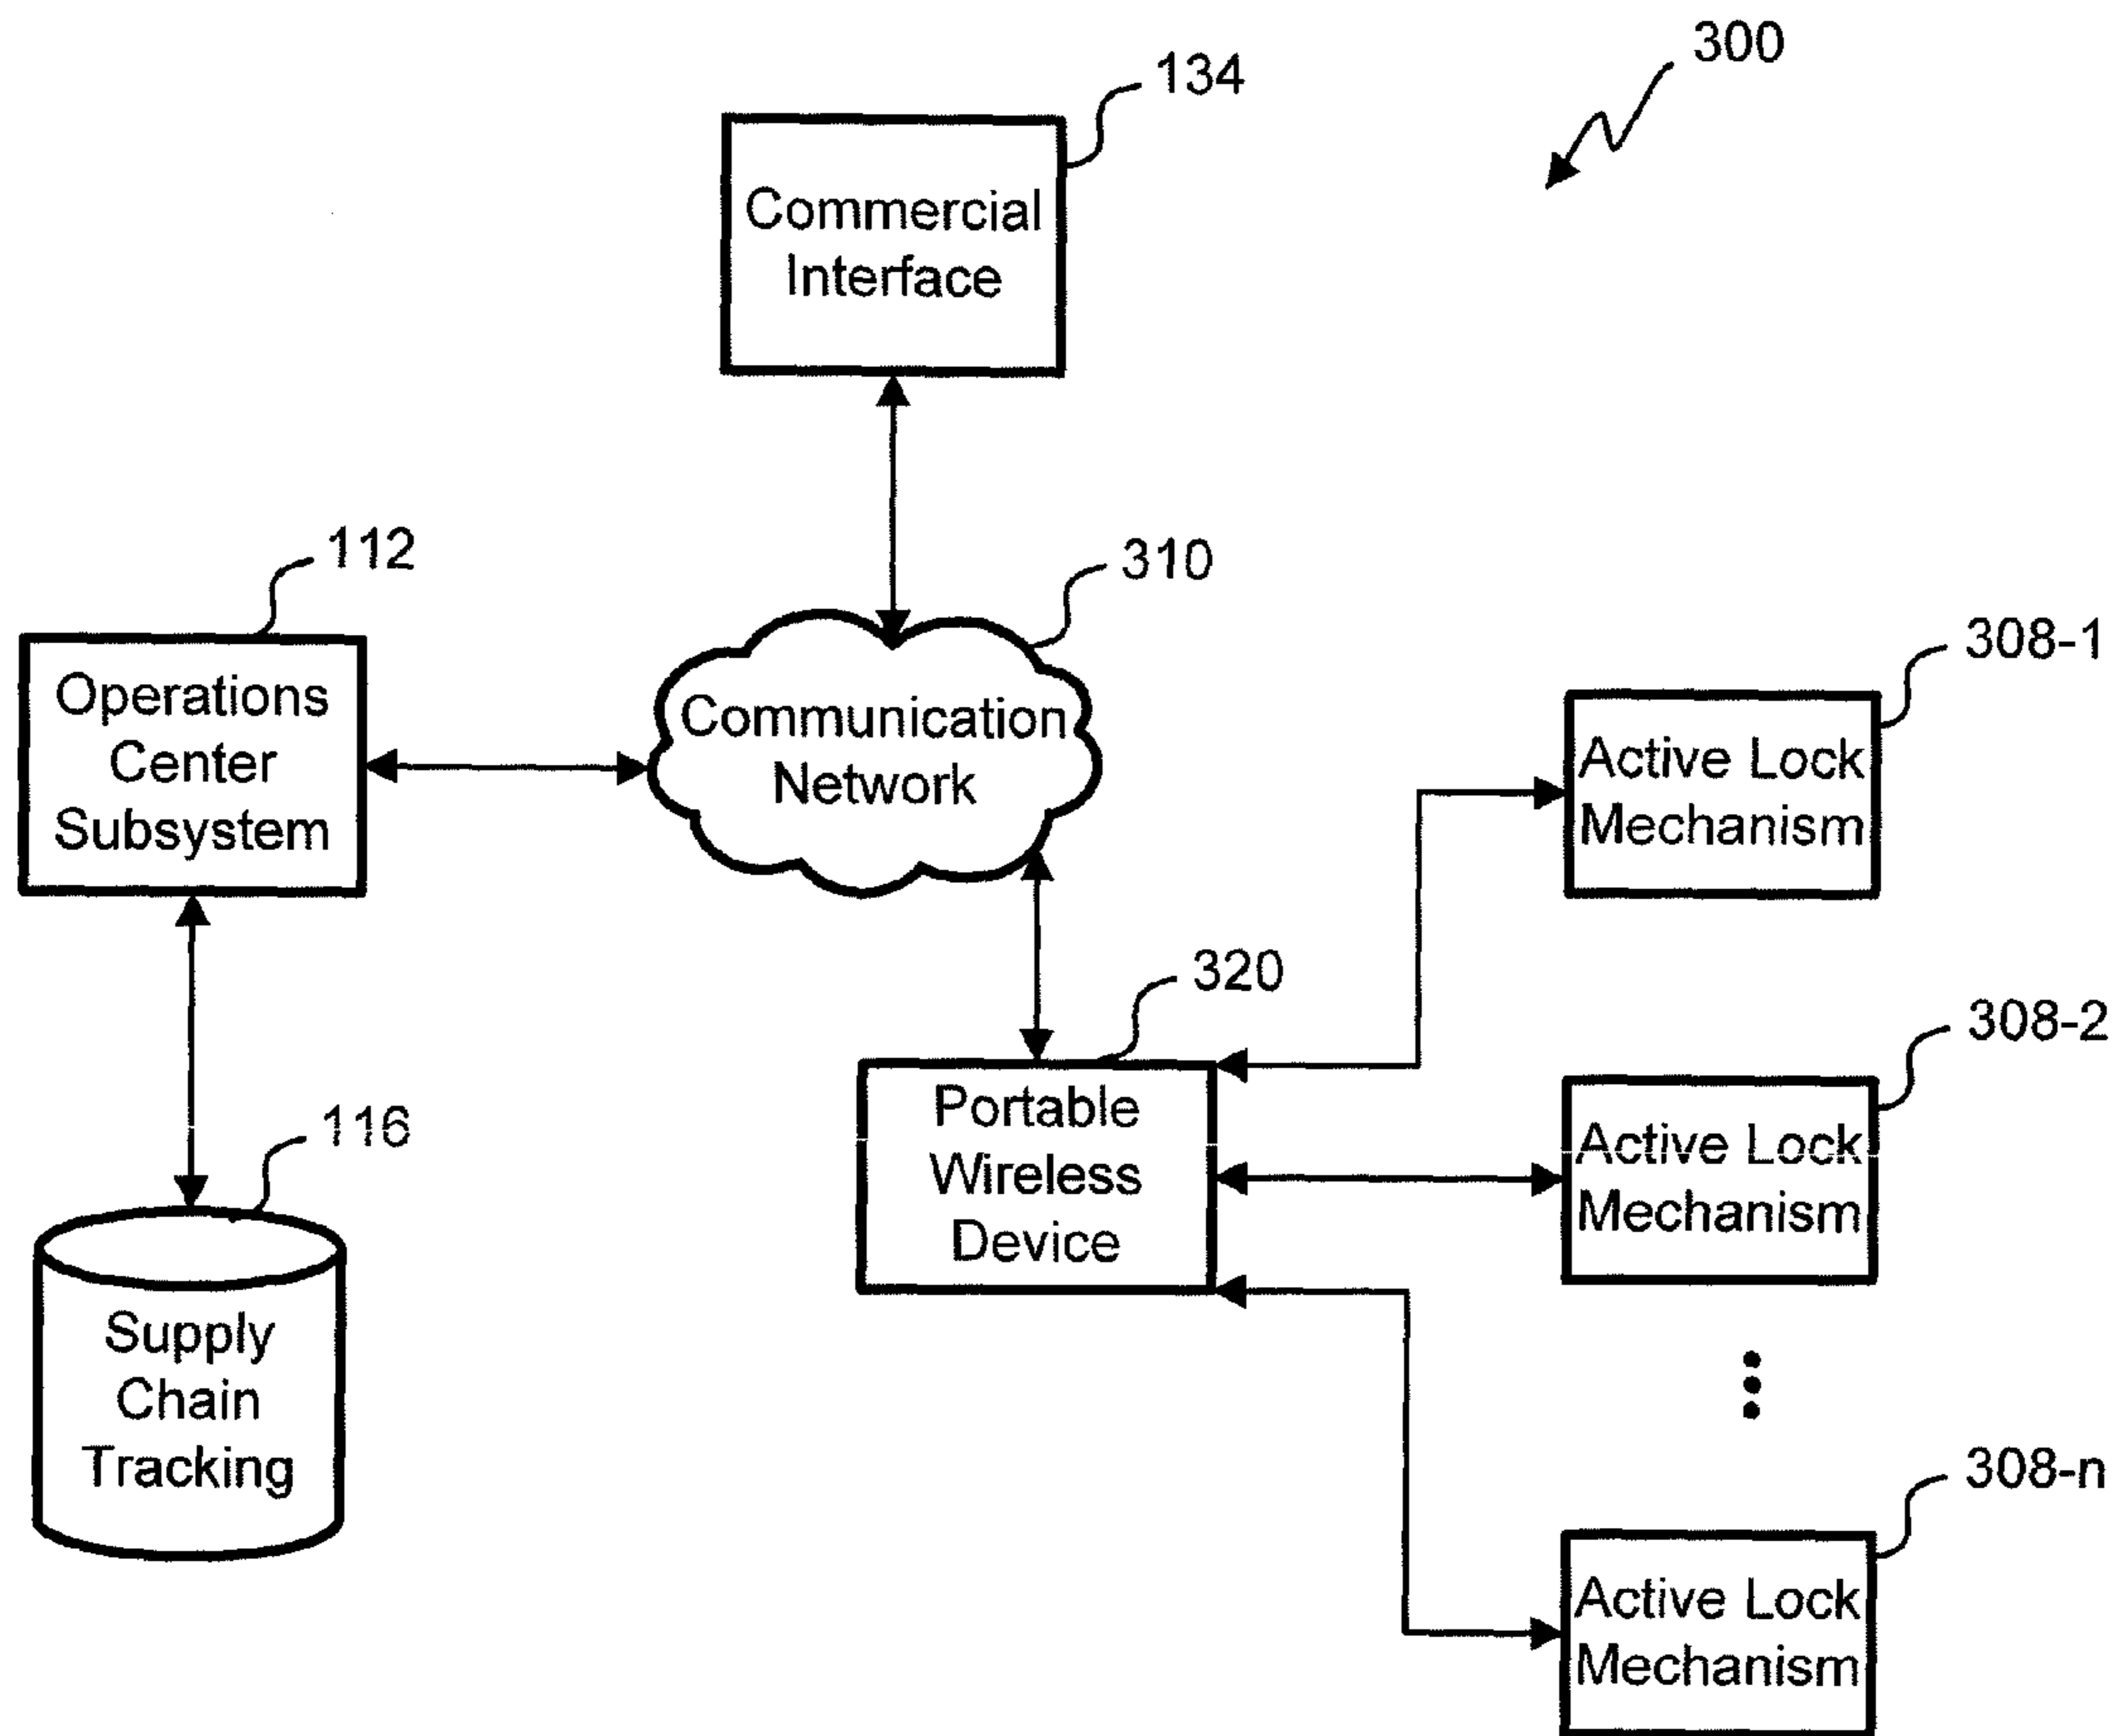 300
134
Commercial
Interface
112
310
Operations
Center
Subsystem
Communication
Network
308-1
Active Lock
Mechanism
320
308-2
Portable
Wireless
Device
Active Lock
Mechanism
116
Supply
Chain
Tracking
308-n
Active Lock
Mechanism